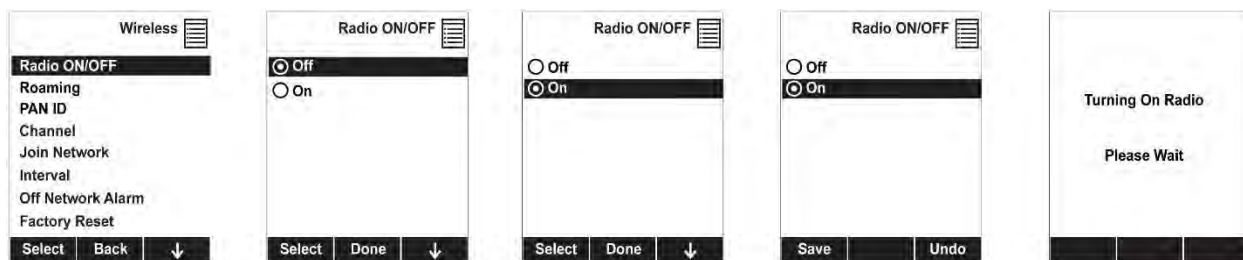 Wireless
Radio ON/OFF
Roaming
PAN ID
Channel
Join Network
Interval
Off Network Alarm
Factory Reset
Select Back ↓
Radio ON/OFF
Off
On
Select Done ↓
Radio ON/OFF
Off
On
Select Done ↓
Radio ON/OFF
Off
On
Save Undo
Turning On Radio
Please Wait